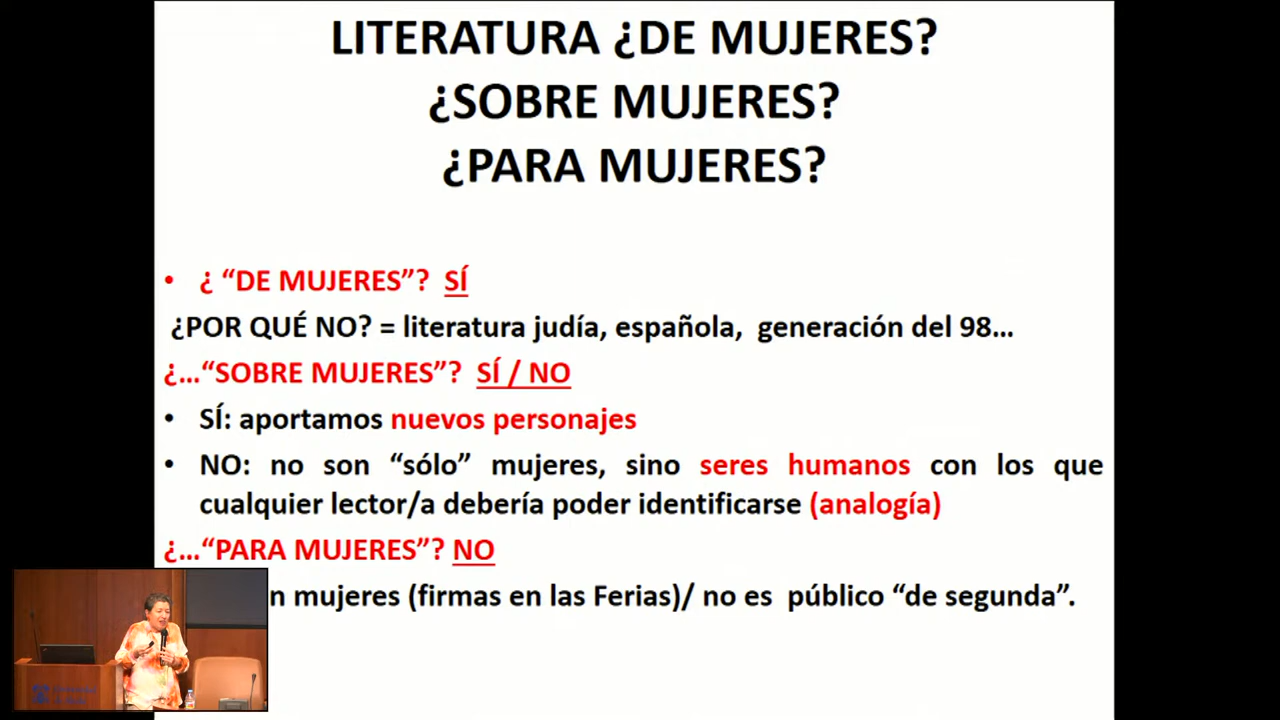 LITERATURA ¿DE MUJERES?
¿SOBRE MUJERES?
¿PARA MUJERES?
• ¿ “DE MUJERES”? SÍ
¿POR QUÉ NO? = literatura judía, española, generación del 98…
¿…“SOBRE MUJERES”? SÍ / NO
• SÍ: aportamos nuevos personajes
• NO: no son “sólo” mujeres, sino seres humanos con los que
cualquier lector/a debería poder identificarse (analogía)
¿…“PARA MUJERES”? NO
mujeres (firmas en las Ferias)/ no es público “de segunda”.